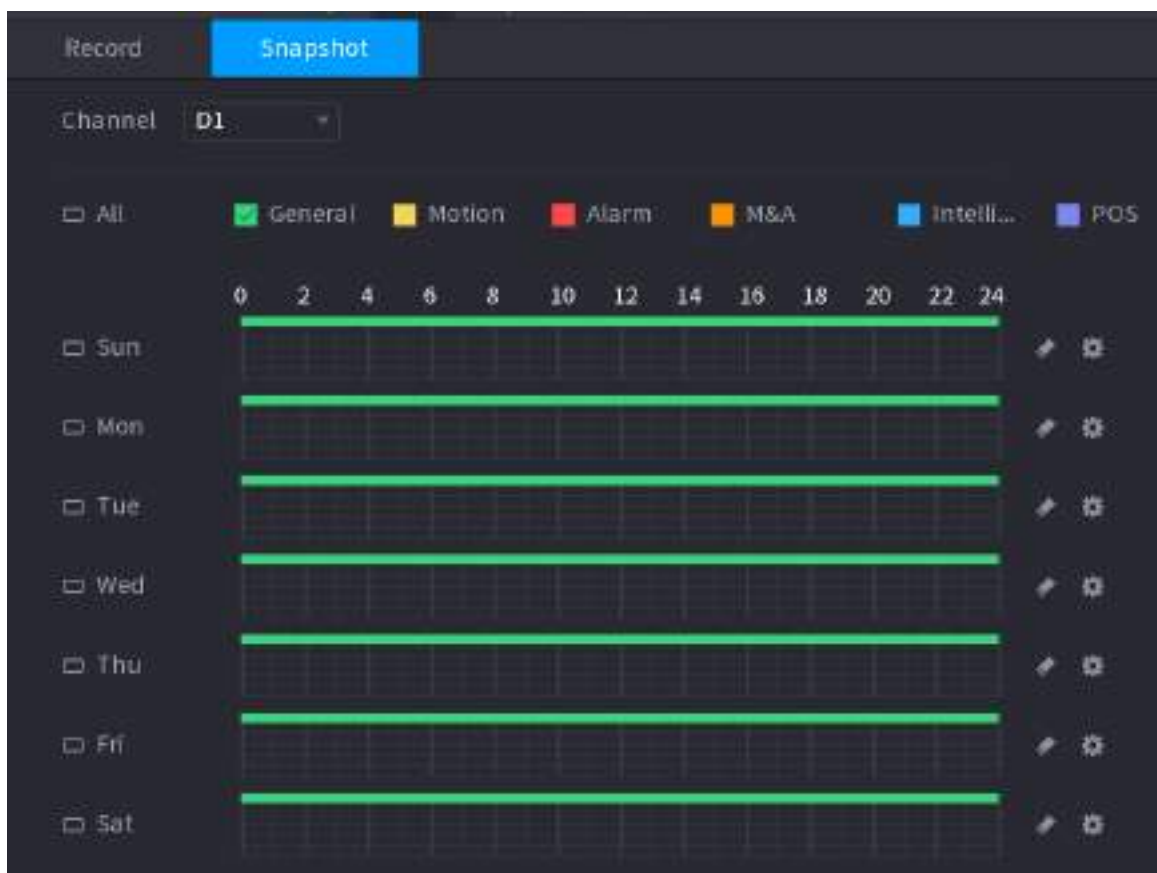 Record Snapshot
Channel D1
All General Motion Alarm M&A Intelli... POS
0 2 4 6 8 10 12 14 16 18 20 22 24
Sun
Mon
Tue
Wed
Thu
Fri
Sat